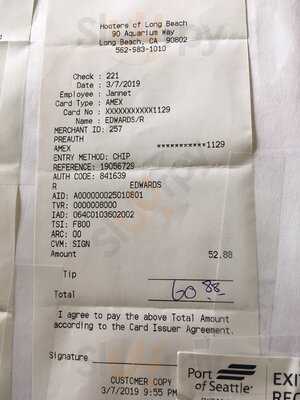 Hooters of Long Beach
90 Aquarium Way
Long Beach, CA 90802
562-983-1010
Check : 221
Date : 3/7/2019
Employee : Jannet
Card Type : AMEX
Card No : XXXXXXXXXXX1129
Name : EDWARDS/R
MERCHANT ID: 257
PREAUTH
AMEX ***********1129
ENTRY METHOD: CHIP
REFERENCE: 19056729
AUTH CODE: 841639
R EDWARDS
AID: A000000025010801
TVR: 0000008000
IAD: 064C0103602002
TSI: F800
ARC: 00
CVM: SIGN
Amount 52.88
Tip
Total 60.88
I agree to pay the above Total Amount
according to the Card Issuer Agreement.
Signature
CUSTOMER COPY
3/7/2019 9:55 PM
Port
of Seattle
EXI
REC